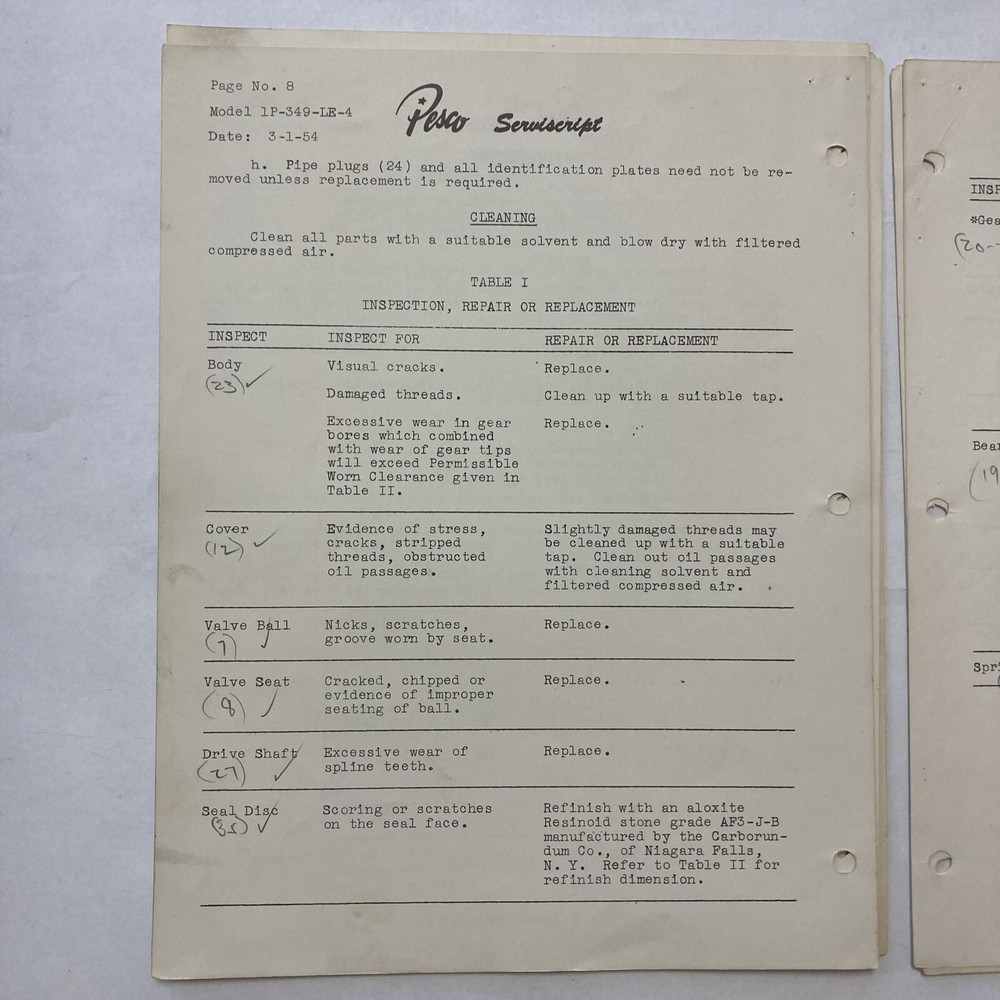 Page No. 8
Model 1P-349-LE-4
Date: 3-1-54
Pesco Serviscript
h. Pipe plugs (24) and all identification plates need not be re-
moved unless replacement is required.
CLEANING
Clean all parts with a suitable solvent and blow dry with filtered
compressed air.
TABLE I
INSPECTION, REPAIR OR REPLACEMENT
INSPECT INSPECT FOR REPAIR OR REPLACEMENT
Body Visual cracks. Replace.
(23) ✓
Damaged threads. Clean up with a suitable tap.
Excessive wear in gear Replace.
bores which combined
with wear of gear tips
will exceed Permissible
Worn Clearance given in
Table II.
Cover Evidence of stress, Slightly damaged threads may
(12) ✓ cracks, stripped be cleaned up with a suitable
threads, obstructed tap. Clean out oil passages
oil passages. with cleaning solvent and
filtered compressed air.
Valve Ball Nicks, scratches, Replace.
(7) ✓ groove worn by seat.
Valve Seat Cracked, chipped or Replace.
(8) ✓ evidence of improper
seating of ball.
Drive Shaft Excessive wear of Replace.
(27) ✓ spline teeth.
Seal Disc Scoring or scratches Refinish with an aloxite
(35) ✓ on the seal face. Resinoid stone grade AF3-J-B
manufactured by the Carborun-
dum Co., of Niagara Falls,
N. Y. Refer to Table II for
refinish dimension.
INSP
*Gea
(20-
Bear
(19
Spri